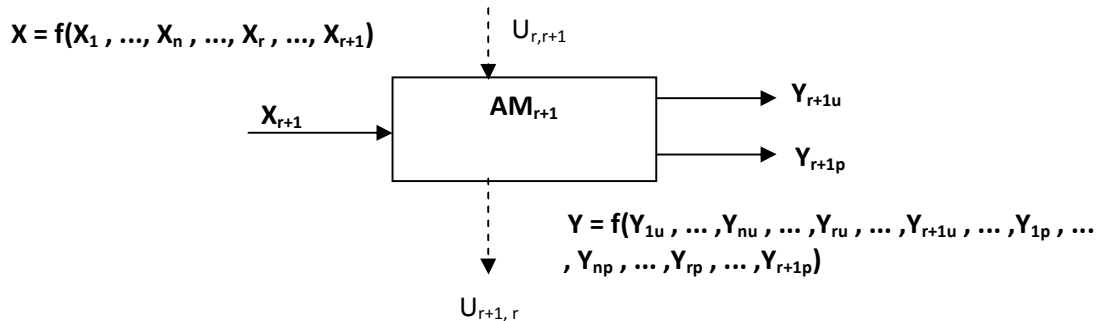 X = f(X₁ , ..., Xₙ , ..., Xᵣ , ..., Xᵣ₊₁)
Uᵣ,ᵣ₊₁
AMᵣ₊₁
Xᵣ₊₁
Yᵣ₊₁ᵤ
Yᵣ₊₁ₚ
Y = f(Y₁ᵤ , ... ,Yₙᵤ , ... ,Yᵣᵤ , ... ,Yᵣ₊₁ᵤ , ... ,Y₁ₚ , ...
, Yₙₚ , ... ,Yᵣₚ , ... ,Yᵣ₊₁ₚ)
Uᵣ₊₁, ᵣ